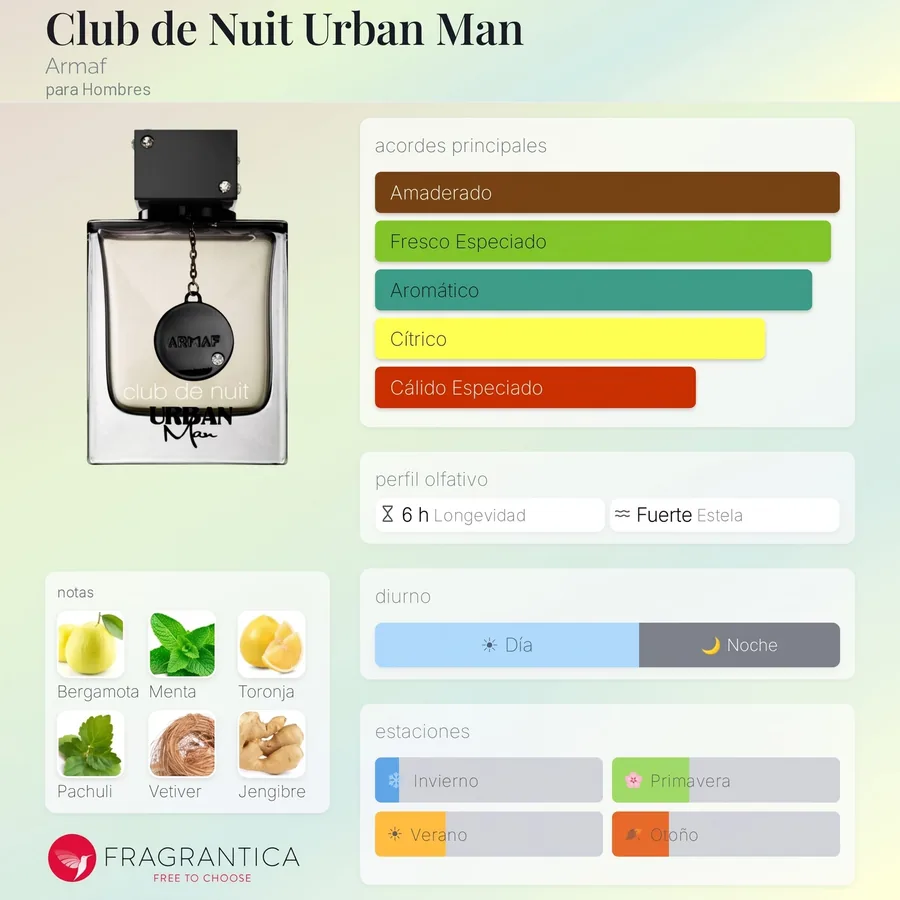 Club de Nuit Urban Man
Armaf
para Hombres
ARMAF
club de nuit
URBAN
Man
acordes principales
Amaderado
Fresco Especiado
Aromático
Cítrico
Cálido Especiado
perfil olfativo
6 h Longevidad
Fuerte Estela
diurno
Día
Noche
notas
Bergamota
Menta
Toronja
Pachuli
Vetiver
Jengibre
estaciones
Invierno
Primavera
Verano
Otoño
FRAGRANTICA
FREE TO CHOOSE